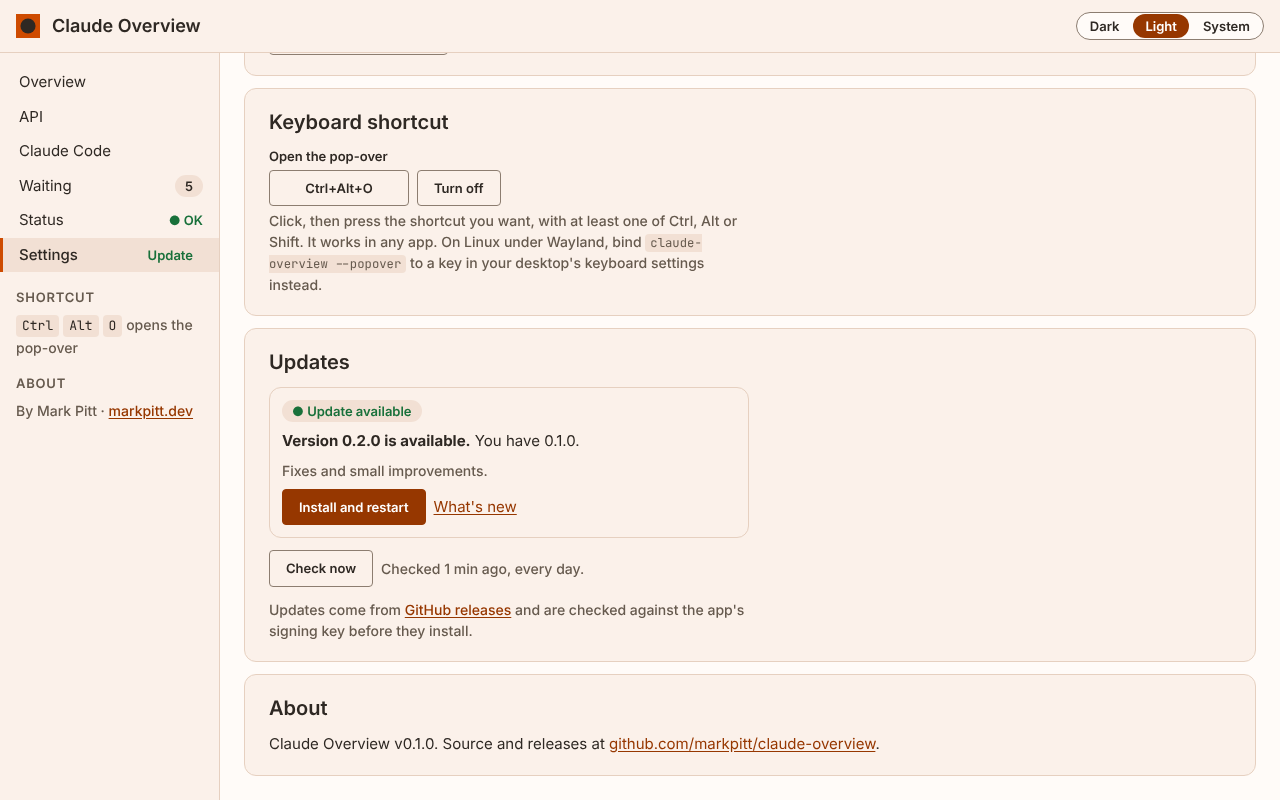 Claude Overview
Dark Light System
Overview
API
Claude Code
Waiting 5
Status OK
Settings Update
SHORTCUT
Ctrl Alt O opens the
pop-over
ABOUT
By Mark Pitt · markpitt.dev
Keyboard shortcut
Open the pop-over
Ctrl+Alt+O Turn off
Click, then press the shortcut you want, with at least one of Ctrl, Alt or
Shift. It works in any app. On Linux under Wayland, bind claude-
overview --popover to a key in your desktop's keyboard settings
instead.
Updates
Update available
Version 0.2.0 is available. You have 0.1.0.
Fixes and small improvements.
Install and restart What's new
Check now Checked 1 min ago, every day.
Updates come from GitHub releases and are checked against the app's
signing key before they install.
About
Claude Overview v0.1.0. Source and releases at github.com/markpitt/claude-overview.